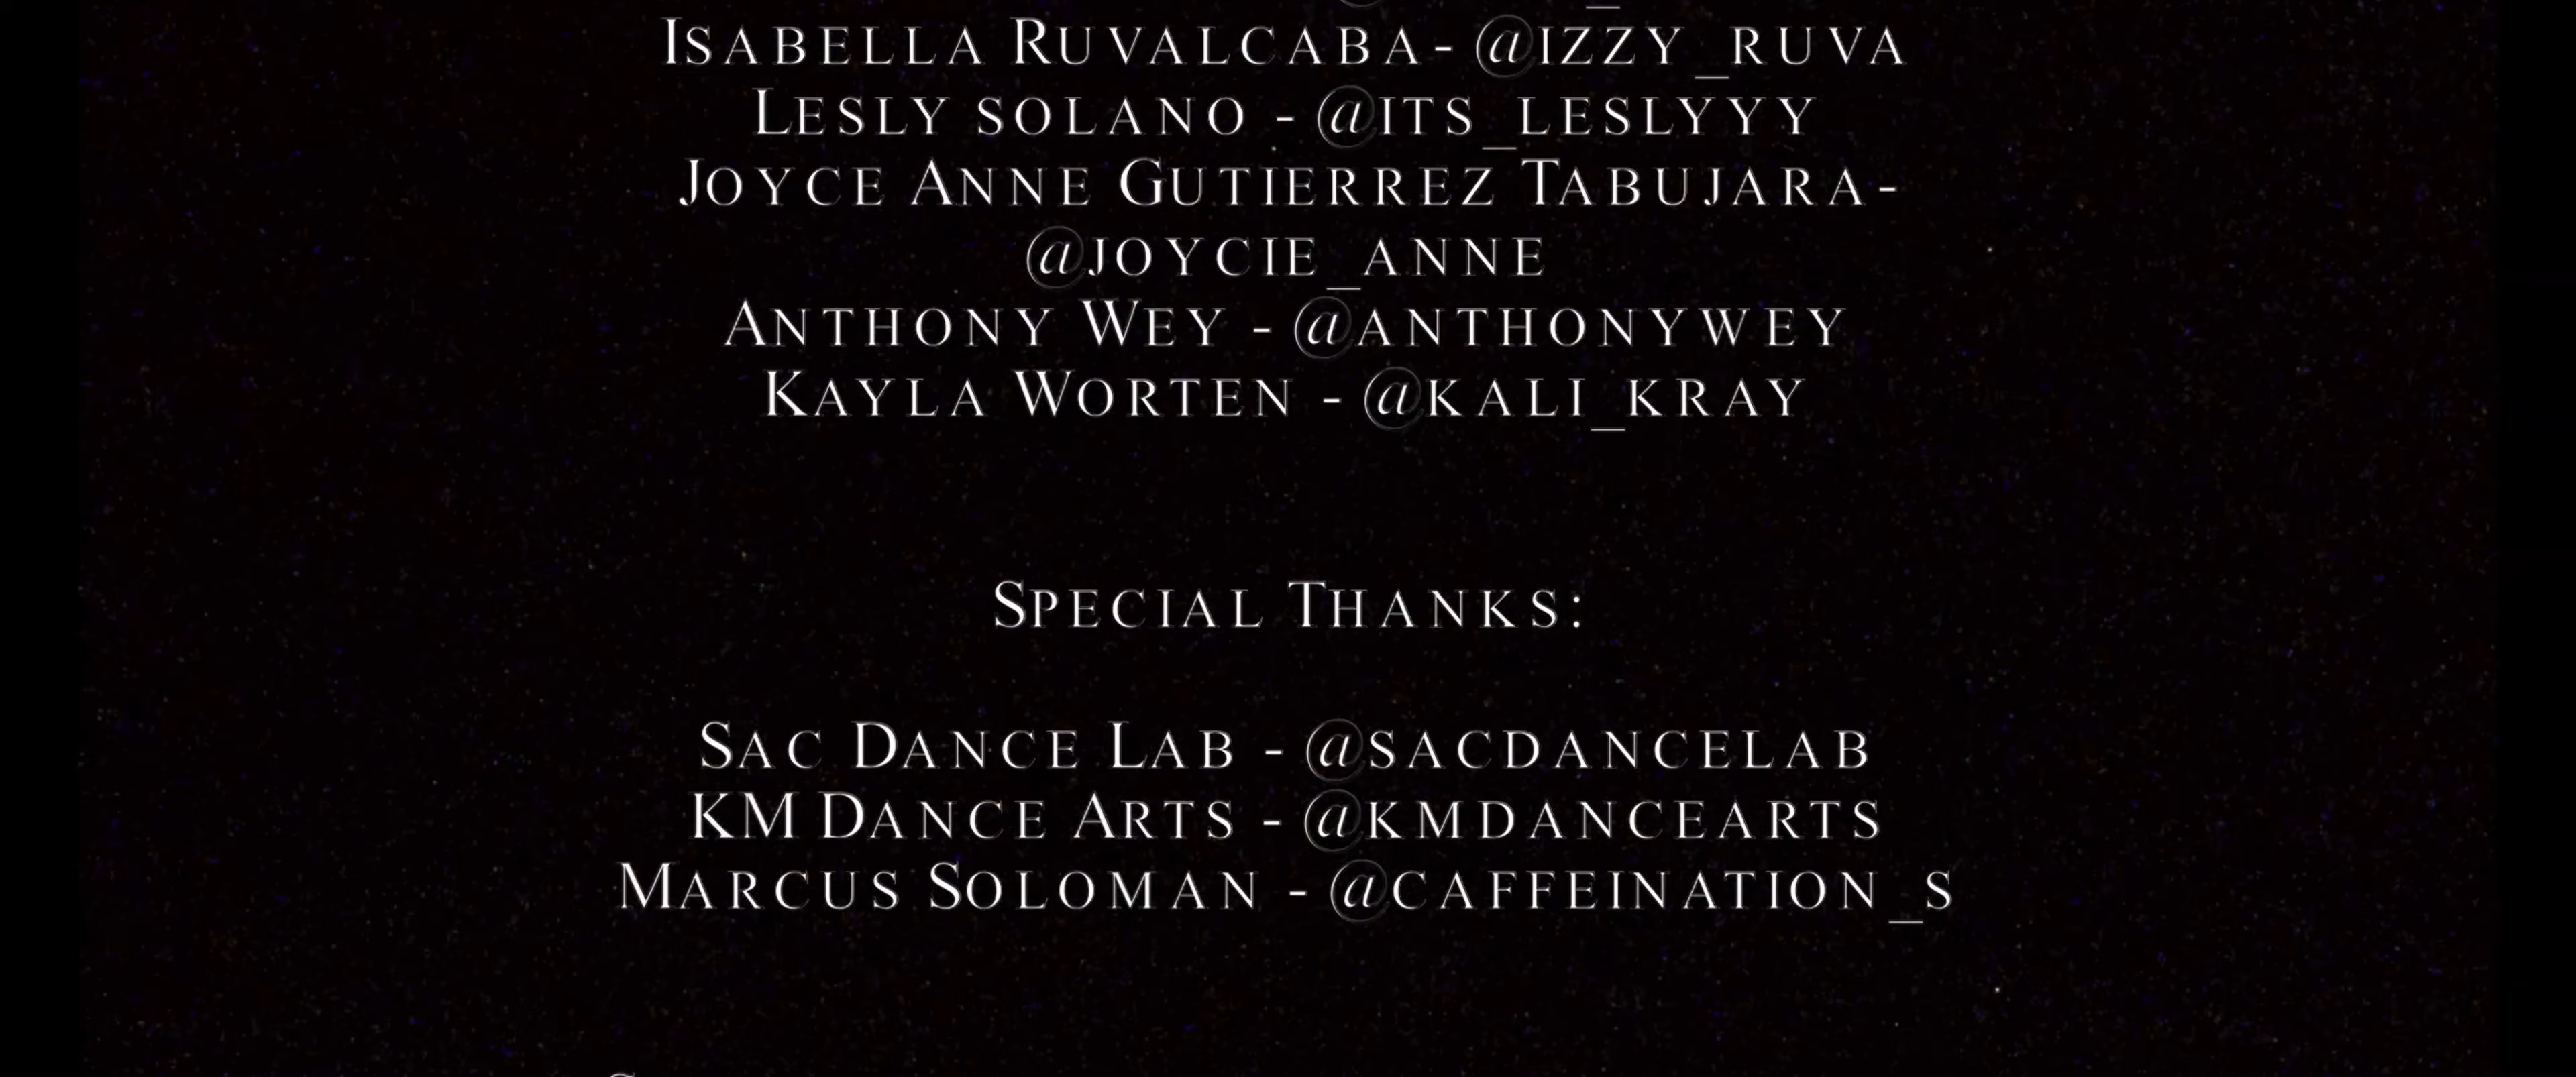 Isabella Ruvalcaba- @izzy_ruva
Lesly solano - @its_leslyyy
Joyce Anne Gutierrez Tabujara-
@joycie_anne
Anthony Wey - @anthonywey
Kayla Worten - @kali_kray
Special Thanks:
Sac Dance Lab - @sacdancelab
KM Dance Arts - @kmdancearts
Marcus Soloman - @caffeination_s